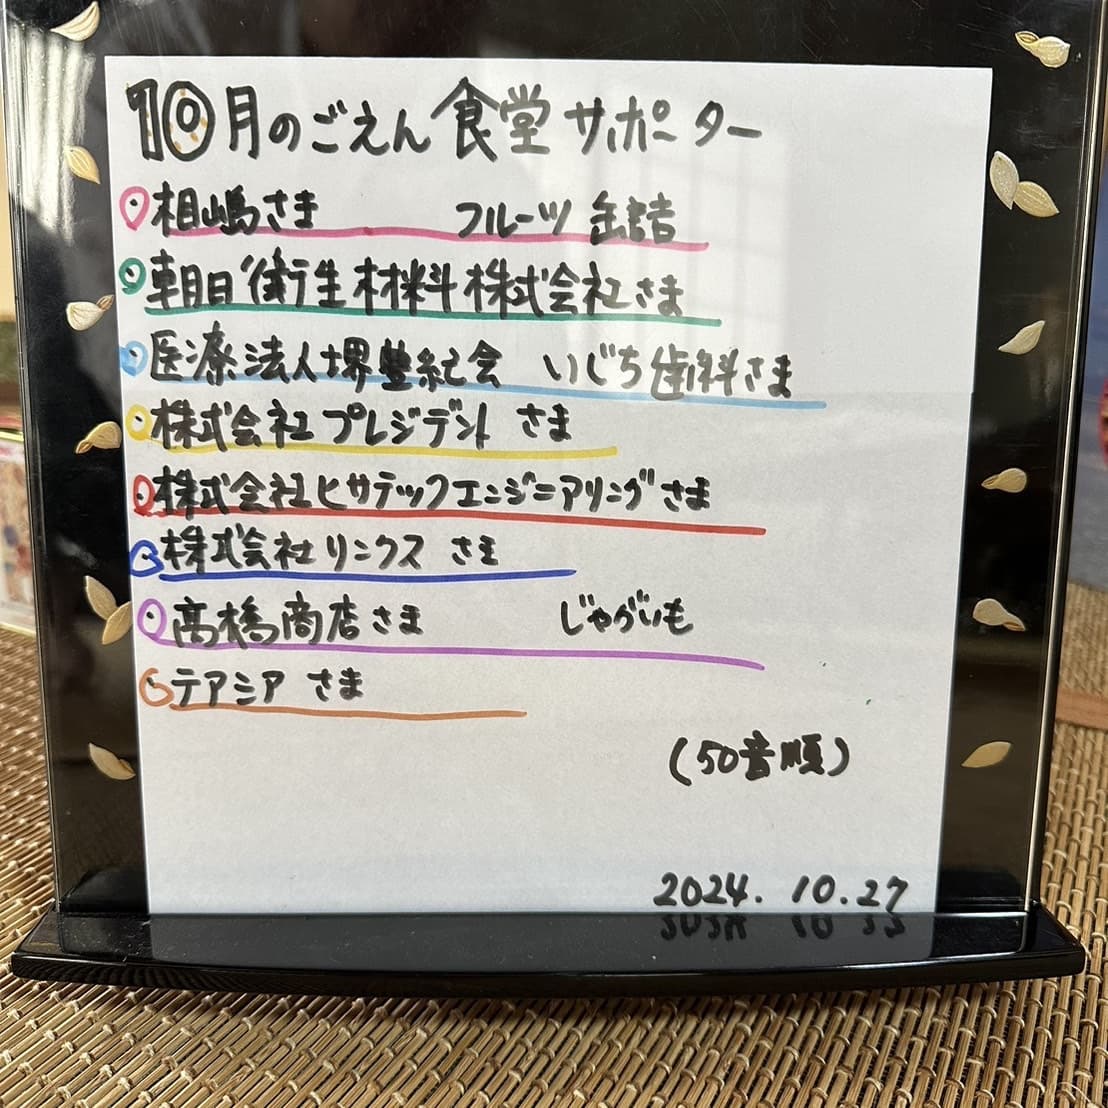 10月のごえん食堂サポーター
相嶋さま フルーツ缶詰
朝日衛生材料株式会社さま
医療法人堺豊紀会 いじち歯科さま
株式会社プレジデント さま
株式会社ヒサテックエンジニアリングさま
株式会社リンクス さま
髙橋商店さま じゃがいも
テアシア さま
(50音順)
2024. 10.27